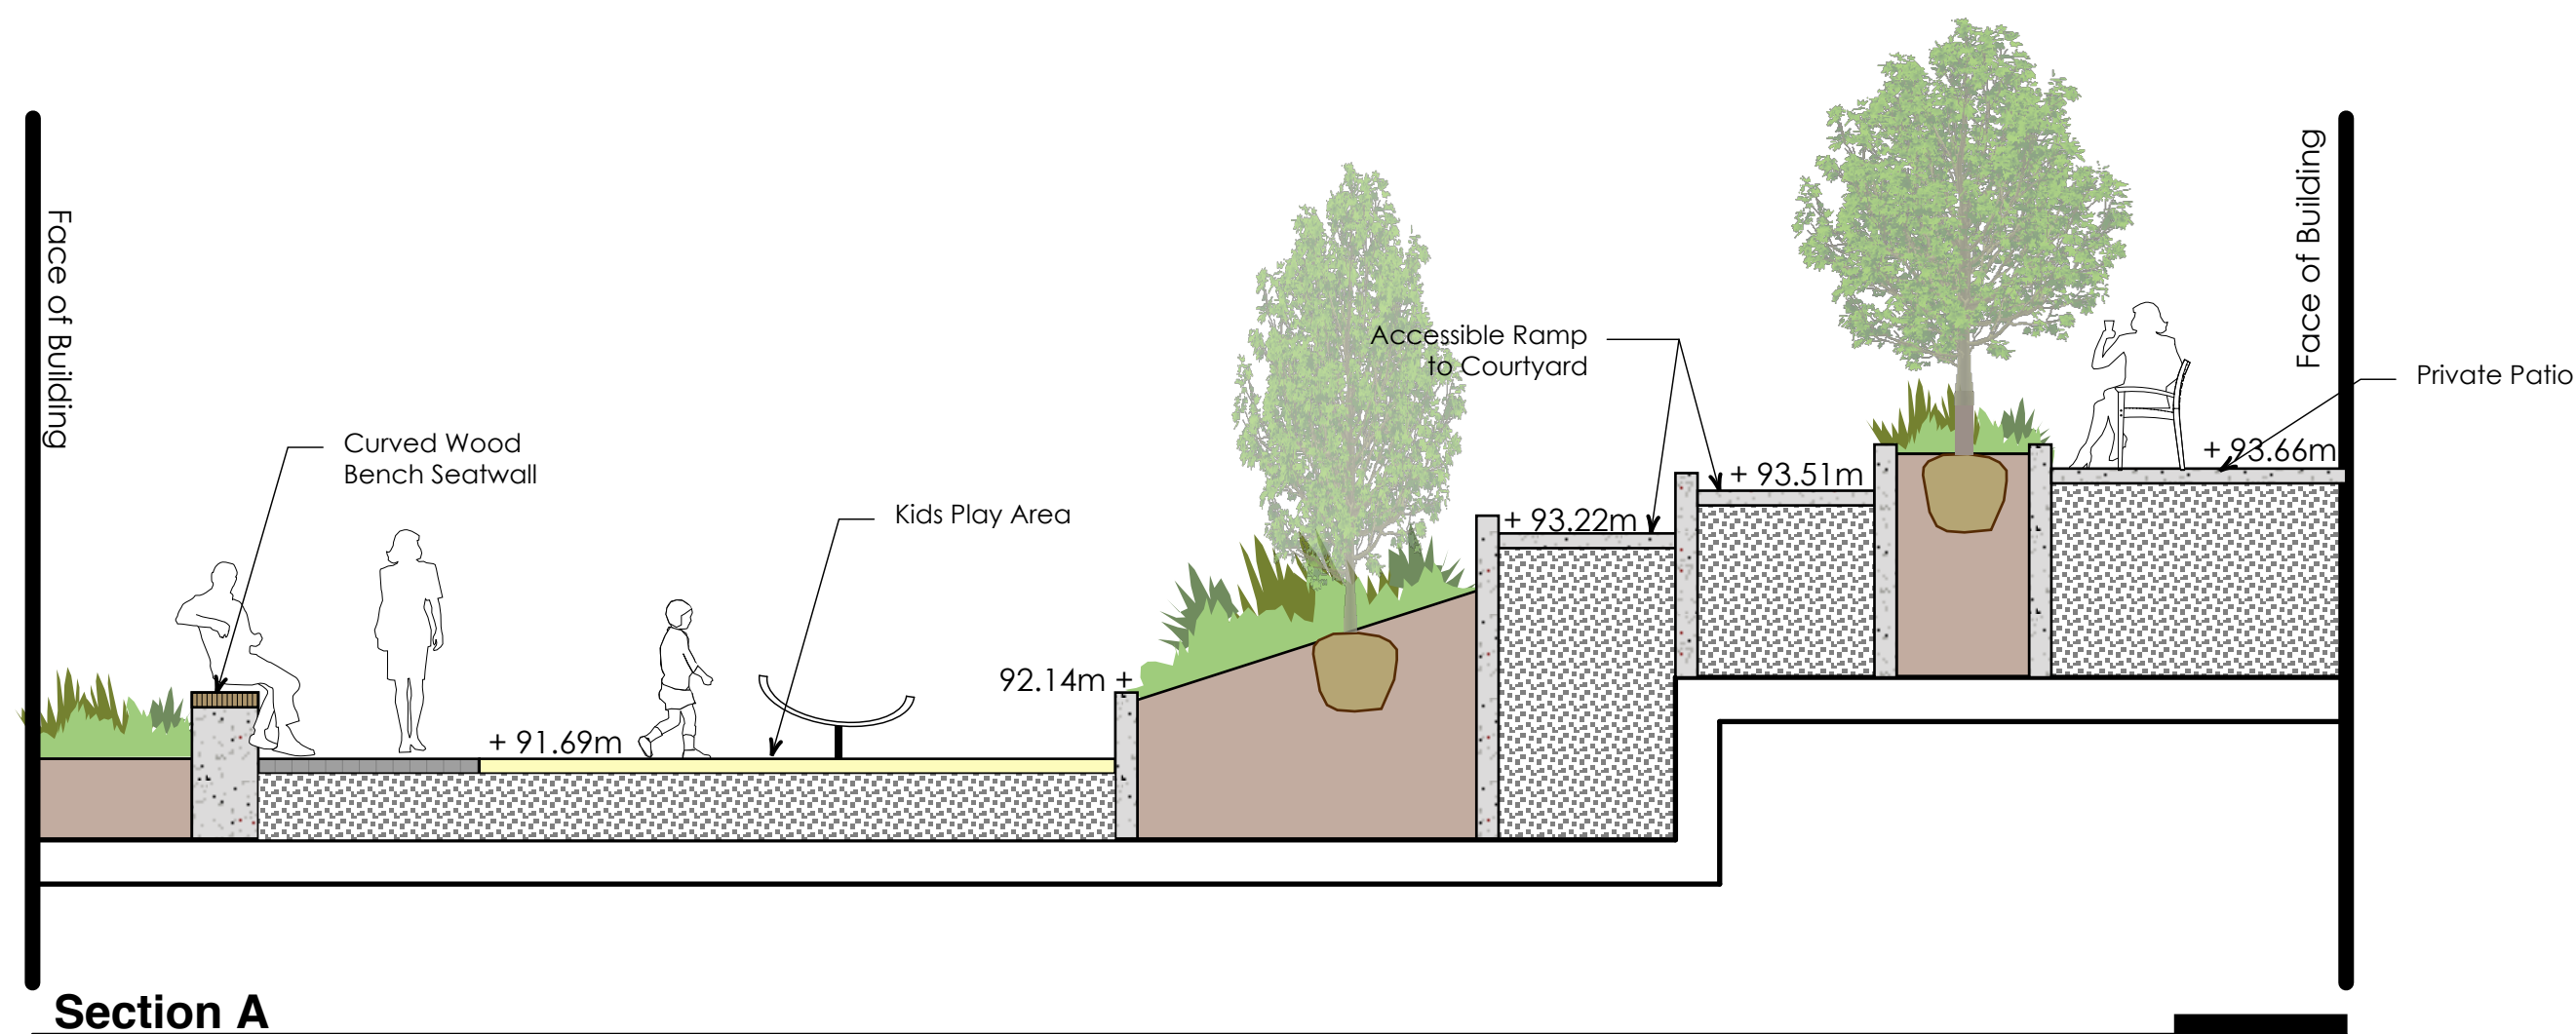 Face of Building
Curved Wood
Bench Seatwall
+ 91.69m
Kids Play Area
92.14m +
Accessible Ramp
to Courtyard
+ 93.22m
+ 93.51m
+ 93.66m
Face of Building
Private Patio
Section A